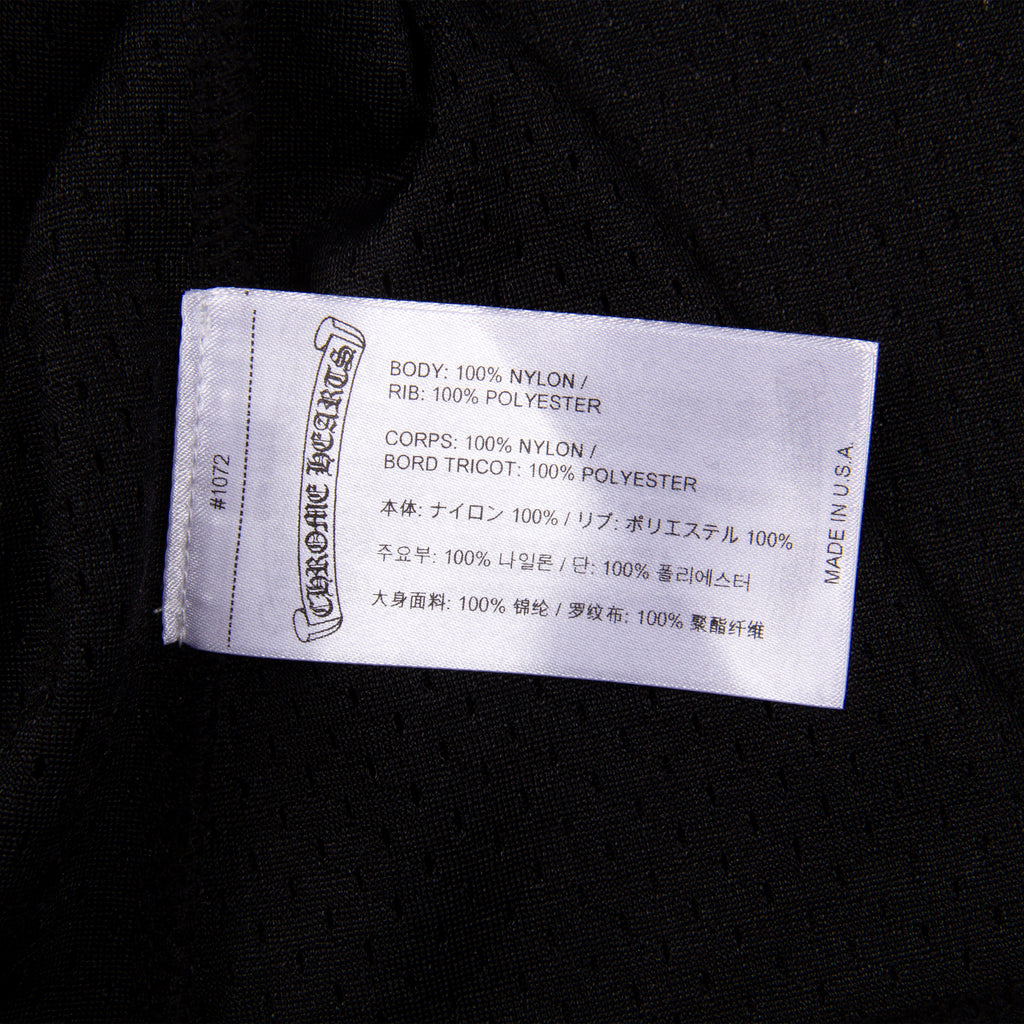 #1072
CHROME HEARTS
BODY: 100% NYLON /
RIB: 100% POLYESTER
CORPS: 100% NYLON /
BORD TRICOT: 100% POLYESTER
本体: ナイロン 100% / リブ: ポリエステル 100%
주요부: 100% 나일론 / 단: 100% 폴리에스터
大身面料: 100% 锦纶 / 罗纹布: 100% 聚酯纤维
MADE IN U.S.A.